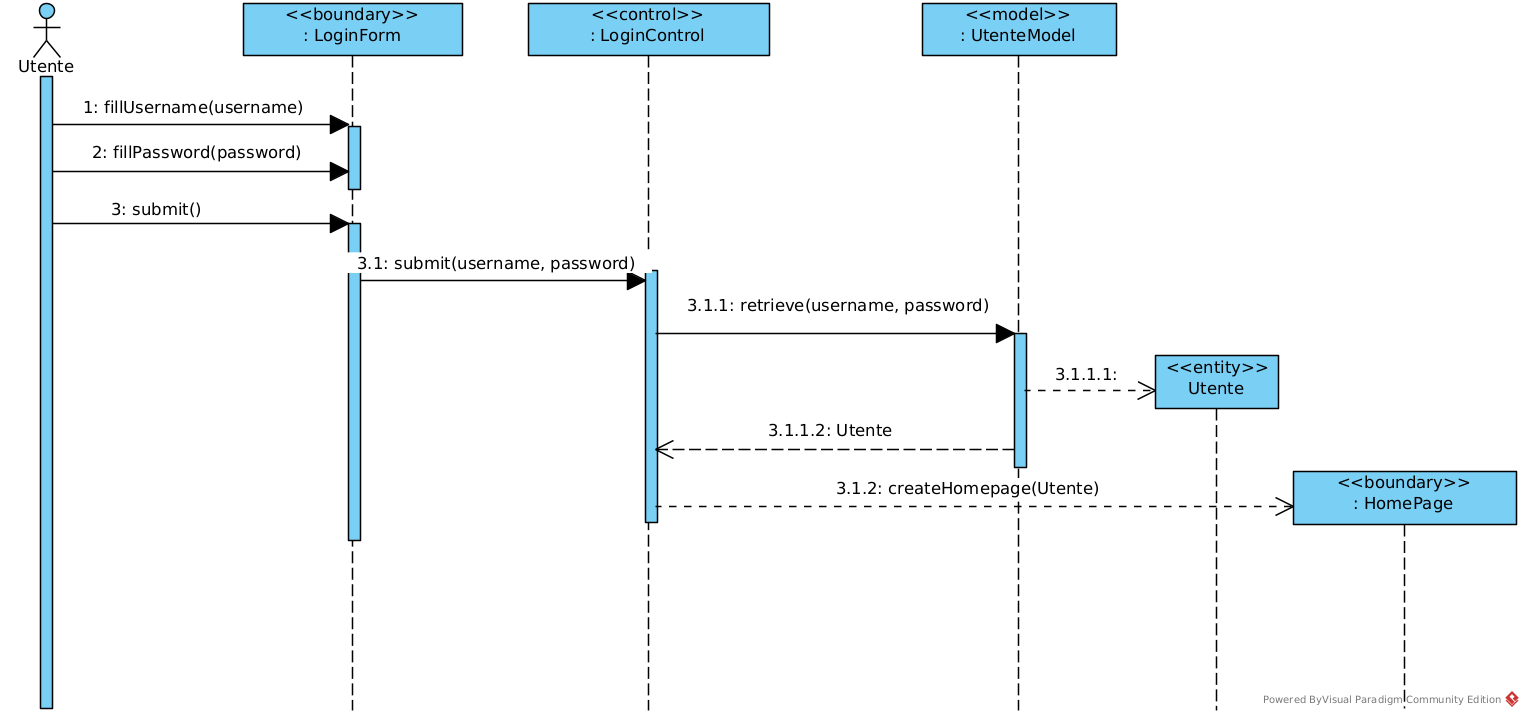 <<boundary>>
: LoginForm
<<control>>
: LoginControl
<<model>>
: UtenteModel
Utente
1: fillUsername(username)
2: fillPassword(password)
3: submit()
3.1: submit(username, password)
3.1.1: retrieve(username, password)
3.1.1.1:
<<entity>>
Utente
3.1.1.2: Utente
3.1.2: createHomepage(Utente)
<<boundary>>
: HomePage
Powered ByVisual Paradigm Community Edition